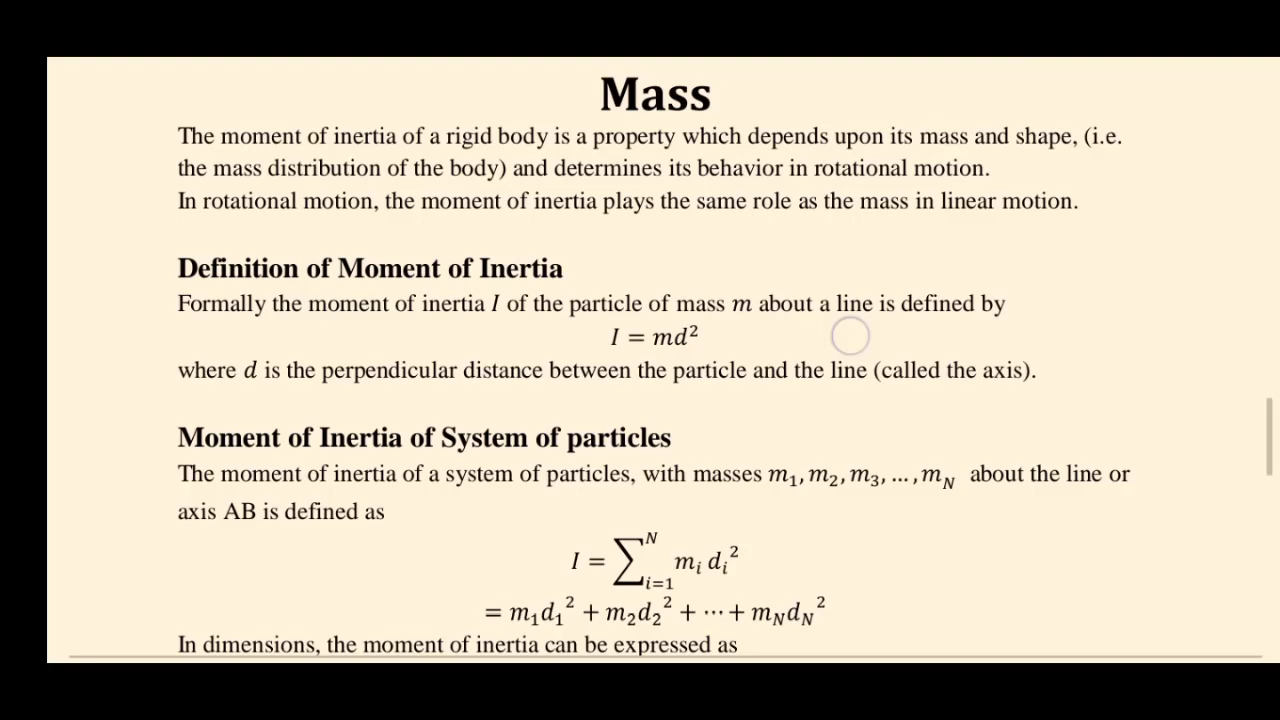 Mass
The moment of inertia of a rigid body is a property which depends upon its mass and shape, (i.e.
the mass distribution of the body) and determines its behavior in rotational motion.
In rotational motion, the moment of inertia plays the same role as the mass in linear motion.
Definition of Moment of Inertia
Formally the moment of inertia 𝐼 of the particle of mass 𝑚 about a line is defined by
𝐼 = 𝑚𝑑²
where 𝑑 is the perpendicular distance between the particle and the line (called the axis).
Moment of Inertia of System of particles
The moment of inertia of a system of particles, with masses 𝑚₁, 𝑚₂, 𝑚₃, … , 𝑚_N about the line or
axis AB is defined as
𝐼 = ∑_{i=1}^{N} 𝑚ᵢ 𝑑ᵢ²
= 𝑚₁𝑑₁² + 𝑚₂𝑑₂² + ⋯ + 𝑚_N𝑑_N²
In dimensions, the moment of inertia can be expressed as